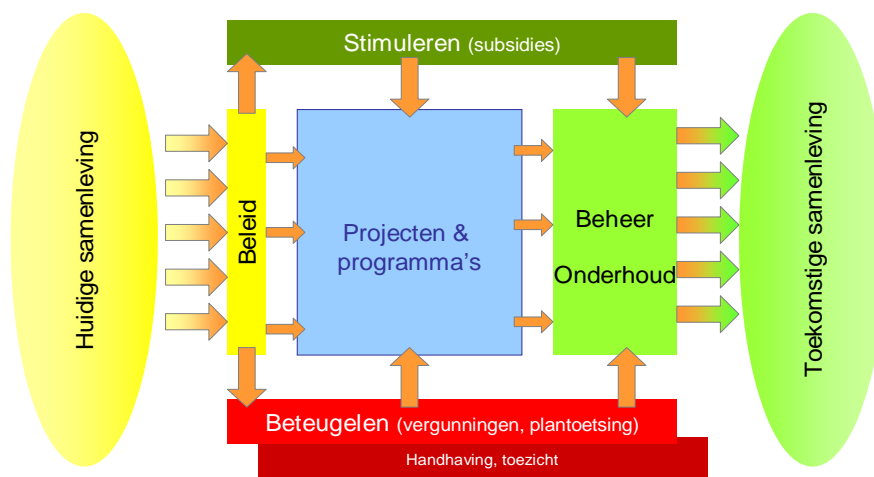 Stimuleren (subsidies)
Huidige samenleving
Beleid
Projecten &
programma's
Beheer
Onderhoud
Toekomstige samenleving
Beteugelen (vergunningen, plantoetsing)
Handhaving, toezicht